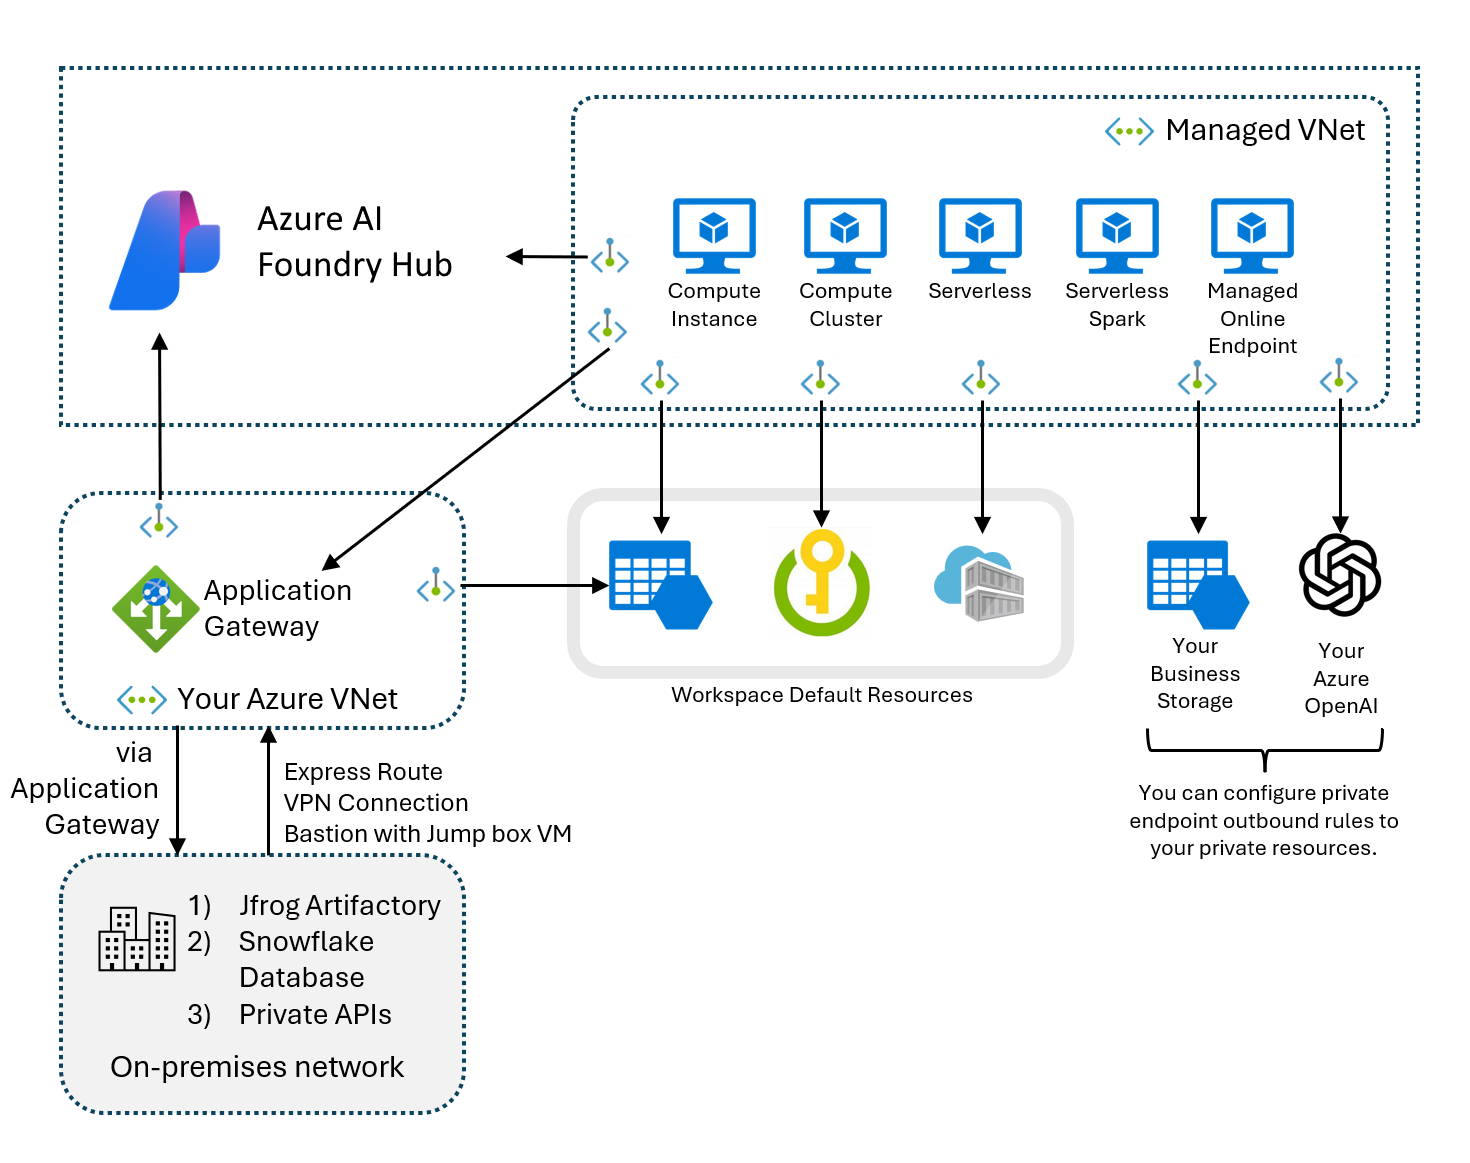 Managed VNet
Azure AI
Foundry Hub
Compute
Instance
Compute
Cluster
Serverless
Serverless
Spark
Managed
Online
Endpoint
Application
Gateway
Your Azure VNet
Workspace Default Resources
Your
Business
Storage
Your
Azure
OpenAI
You can configure private
endpoint outbound rules to
your private resources.
via
Application
Gateway
Express Route
VPN Connection
Bastion with Jump box VM
1) Jfrog Artifactory
2) Snowflake
Database
3) Private APIs
On-premises network